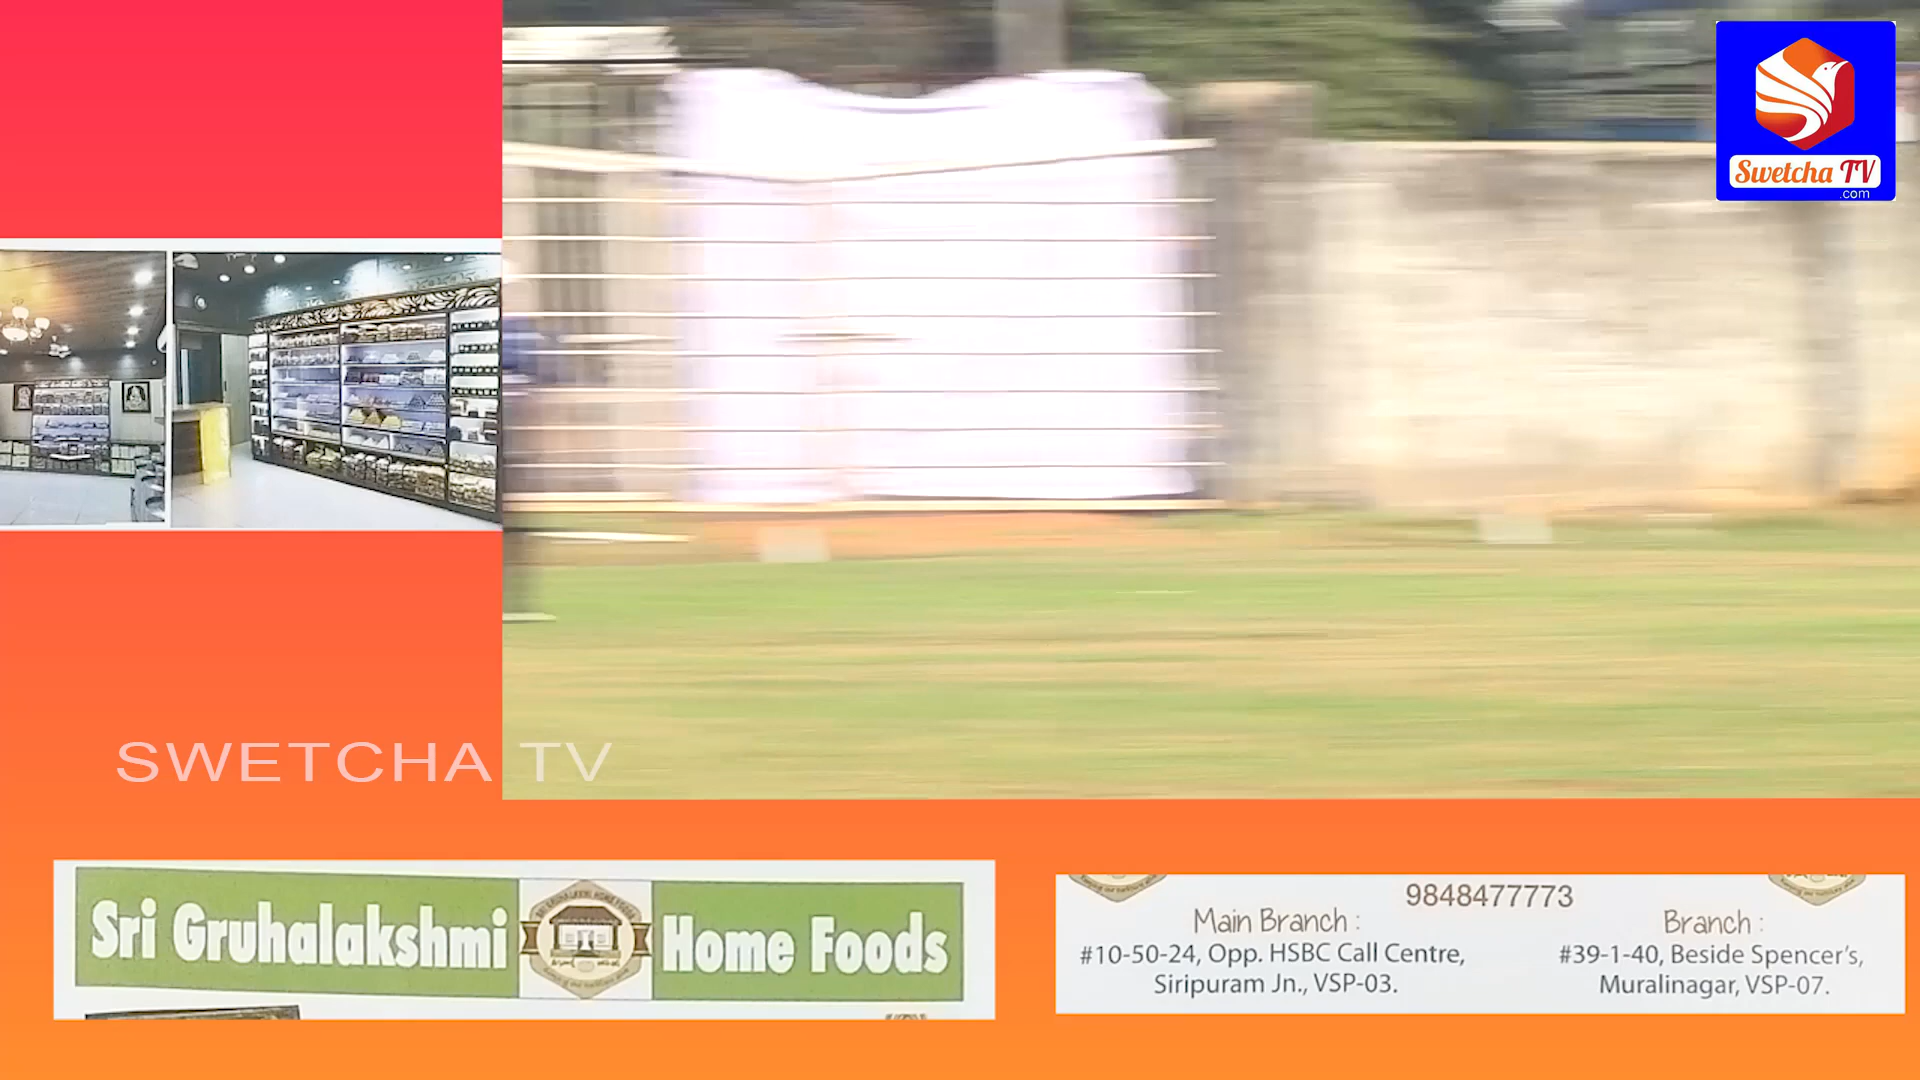 Swetcha TV
.com
SWETCHA TV
Sri Gruhalakshmi Home Foods
9848477773
Main Branch :
#10-50-24, Opp. HSBC Call Centre,
Siripuram Jn., VSP-03.
Branch :
#39-1-40, Beside Spencer's,
Muralinagar, VSP-07.